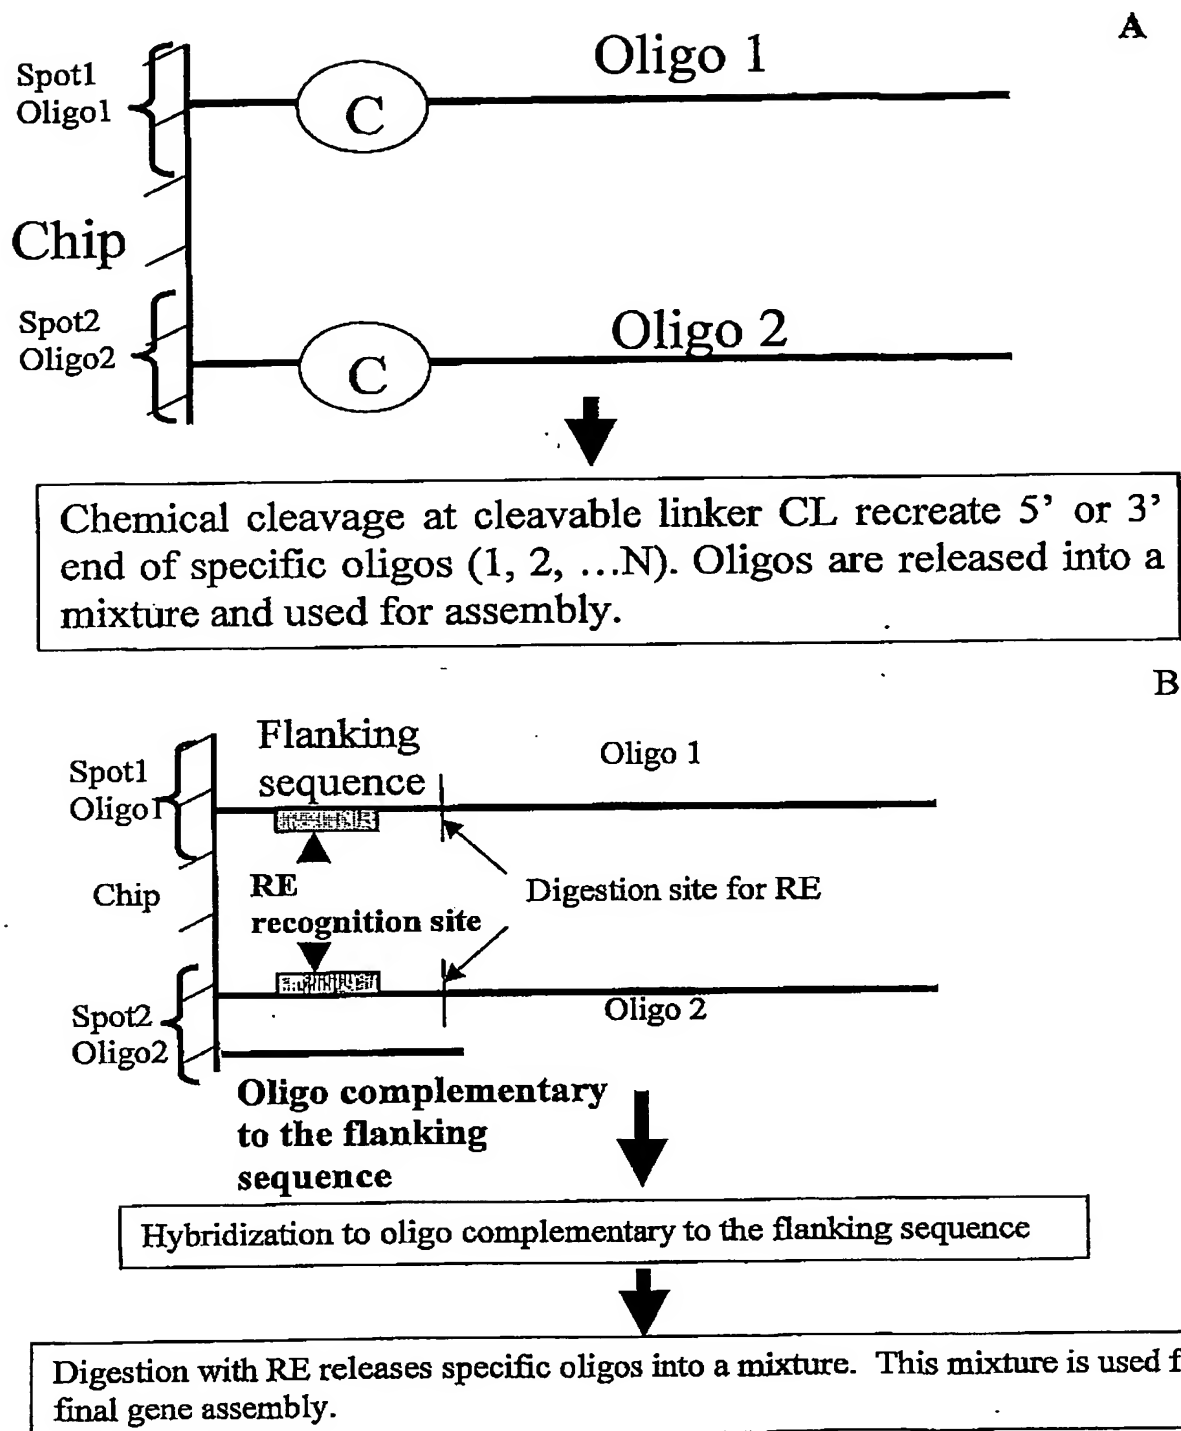 A
Spot1
Oligo1
C
Oligo 1
Chip
Spot2
Oligo2
C
Oligo 2
Chemical cleavage at cleavable linker CL recreate 5’ or 3’
end of specific oligos (1, 2, …N). Oligos are released into a
mixture and used for assembly.
B
Flanking
sequence
Oligo 1
Spot1
Oligo1
RE
recognition site
Digestion site for RE
Chip
Spot2
Oligo2
Oligo 2
Oligo complementary
to the flanking
sequence
Hybridization to oligo complementary to the flanking sequence
Digestion with RE releases specific oligos into a mixture. This mixture is used f
final gene assembly.